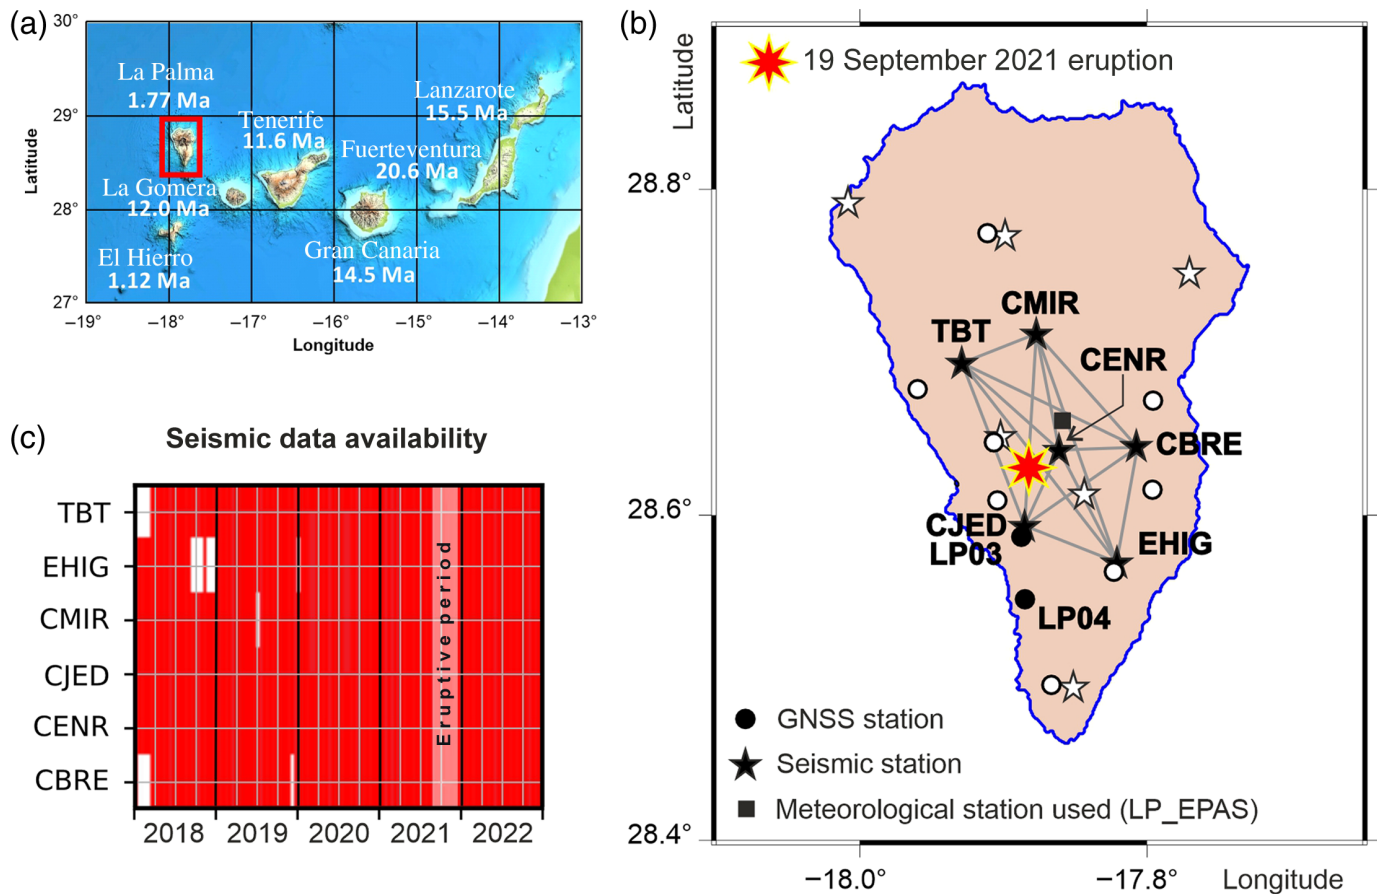 (a)
30°
29°
28°
27°
Latitude
La Palma
1.77 Ma
Lanzarote
15.5 Ma
Tenerife
11.6 Ma
Fuerteventura
20.6 Ma
La Gomera
12.0 Ma
El Hierro
1.12 Ma
Gran Canaria
14.5 Ma
−19°
−18°
−17°
−16°
−15°
−14°
−13°
Longitude
(b)
Latitude
19 September 2021 eruption
28.8°
28.6°
28.4°
CMIR
TBT
CENR
CBRE
CJED
LP03
EHIG
LP04
GNSS station
Seismic station
Meteorological station used (LP_EPAS)
−18.0°
−17.8°
Longitude
(c)
Seismic data availability
TBT
EHIG
CMIR
CJED
CENR
CBRE
Eruptive period
2018
2019
2020
2021
2022